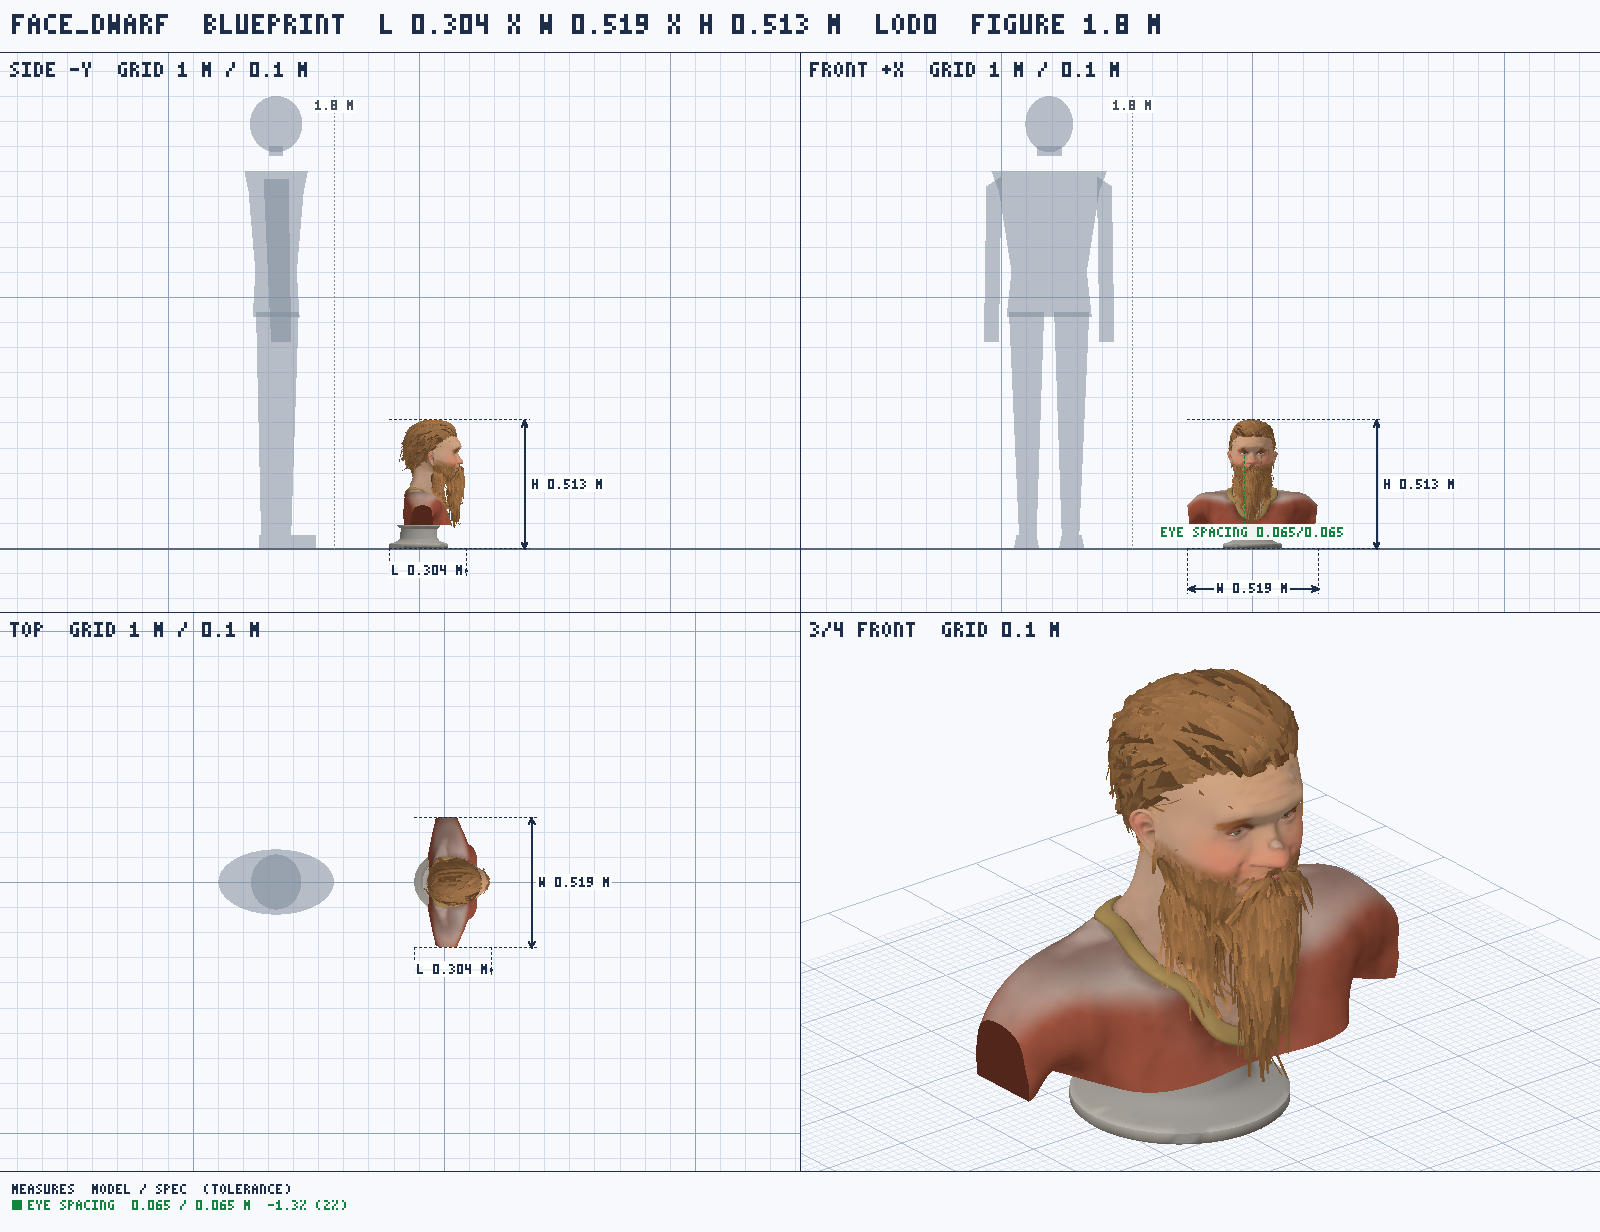 FACE_DWARF BLUEPRINT L 0.304 X W 0.519 X H 0.513 M LOD0 FIGURE 1.8 M
SIDE -Y GRID 1 M / 0.1 M
1.8 M
H 0.513 M
L 0.304 M
FRONT +X GRID 1 M / 0.1 M
1.8 M
H 0.513 M
EYE SPACING 0.065/0.065
W 0.519 M
TOP GRID 1 M / 0.1 M
W 0.519 M
L 0.304 M
3/4 FRONT GRID 0.1 M
MEASURES MODEL / SPEC (TOLERANCE)
EYE SPACING 0.065 / 0.065 M -1.3% (2%)